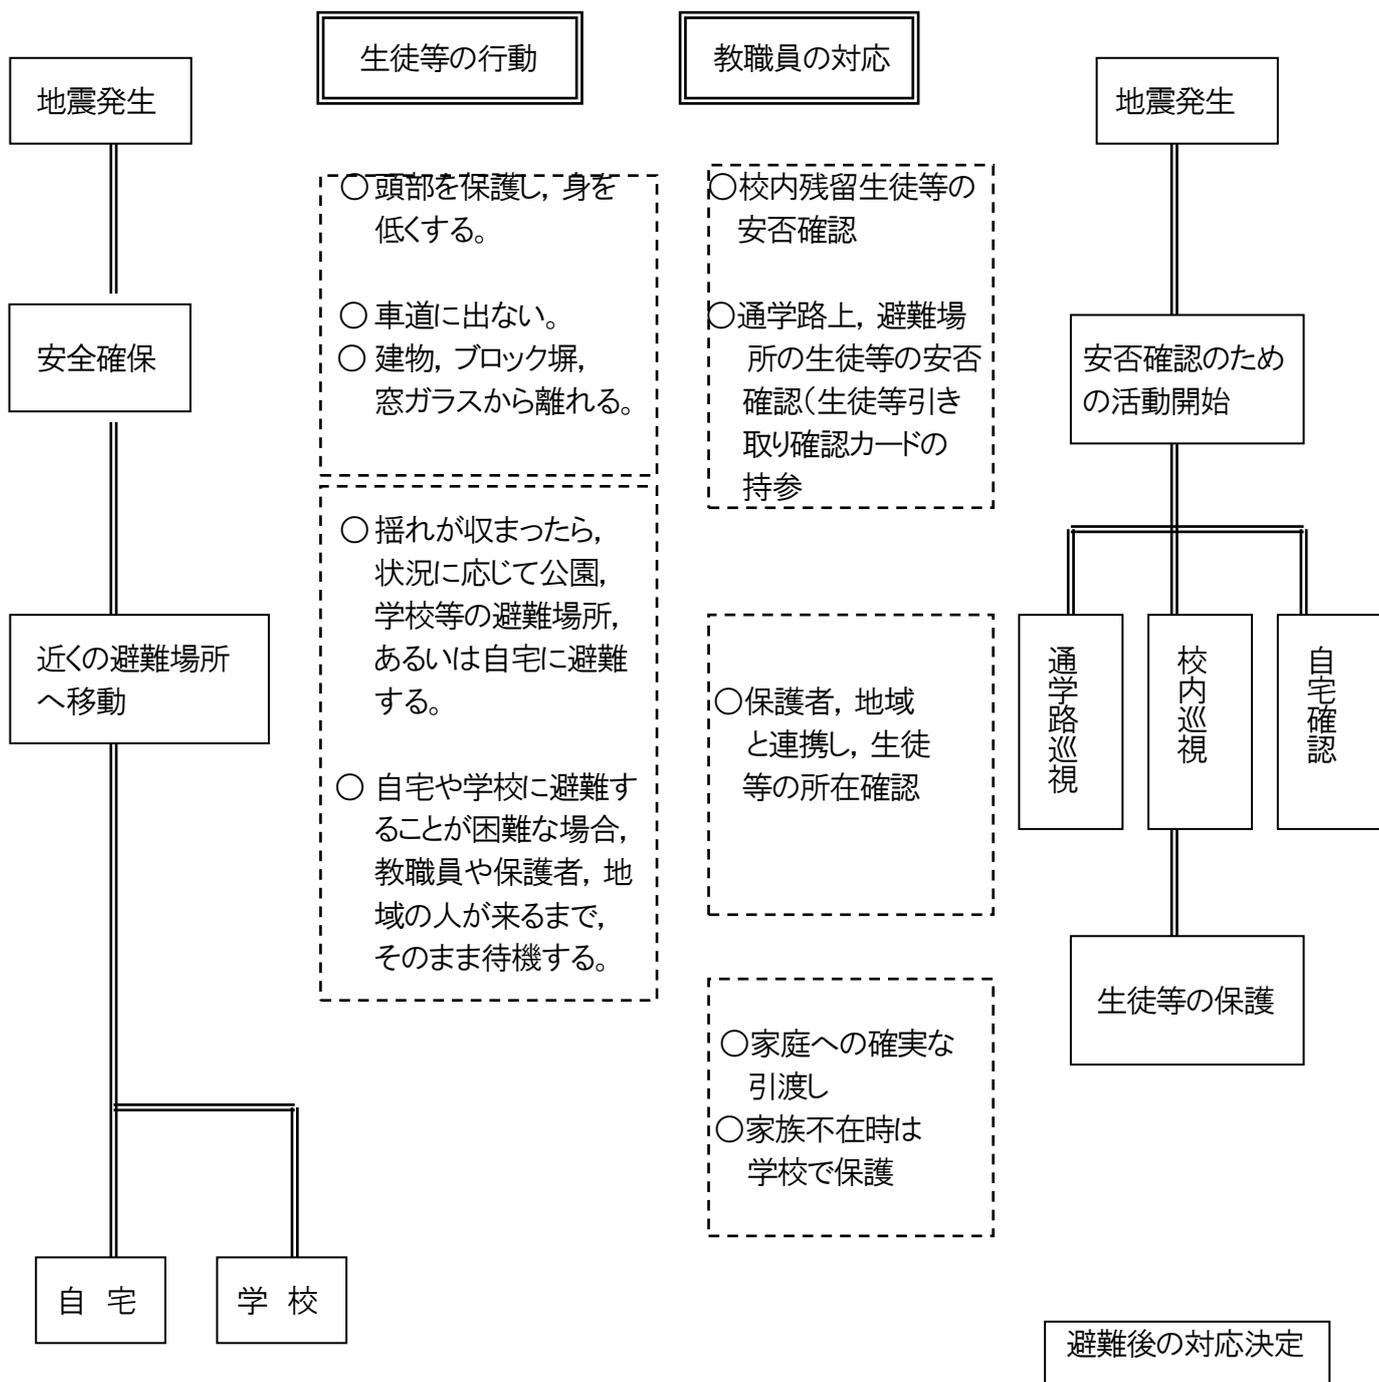 生徒等の行動
教職員の対応
地震発生
安全確保
近くの避難場所
へ移動
自 宅
学 校
○ 頭部を保護し，身を
低くする。
○ 車道に出ない。
○ 建物，ブロック塀，
窓ガラスから離れる。
○ 揺れが収まったら，
状況に応じて公園，
学校等の避難場所，
あるいは自宅に避難
する。
○ 自宅や学校に避難す
ることが困難な場合，
教職員や保護者，地
域の人が来るまで，
そのまま待機する。
○校内残留生徒等の
安否確認
○通学路上，避難場
所の生徒等の安否
確認（生徒等引き
取り確認カードの
持参
○保護者，地域
と連携し，生徒
等の所在確認
○家庭への確実な
引渡し
○家族不在時は
学校で保護
地震発生
安否確認のため
の活動開始
通学路巡視
校内巡視
自宅確認
生徒等の保護
避難後の対応決定